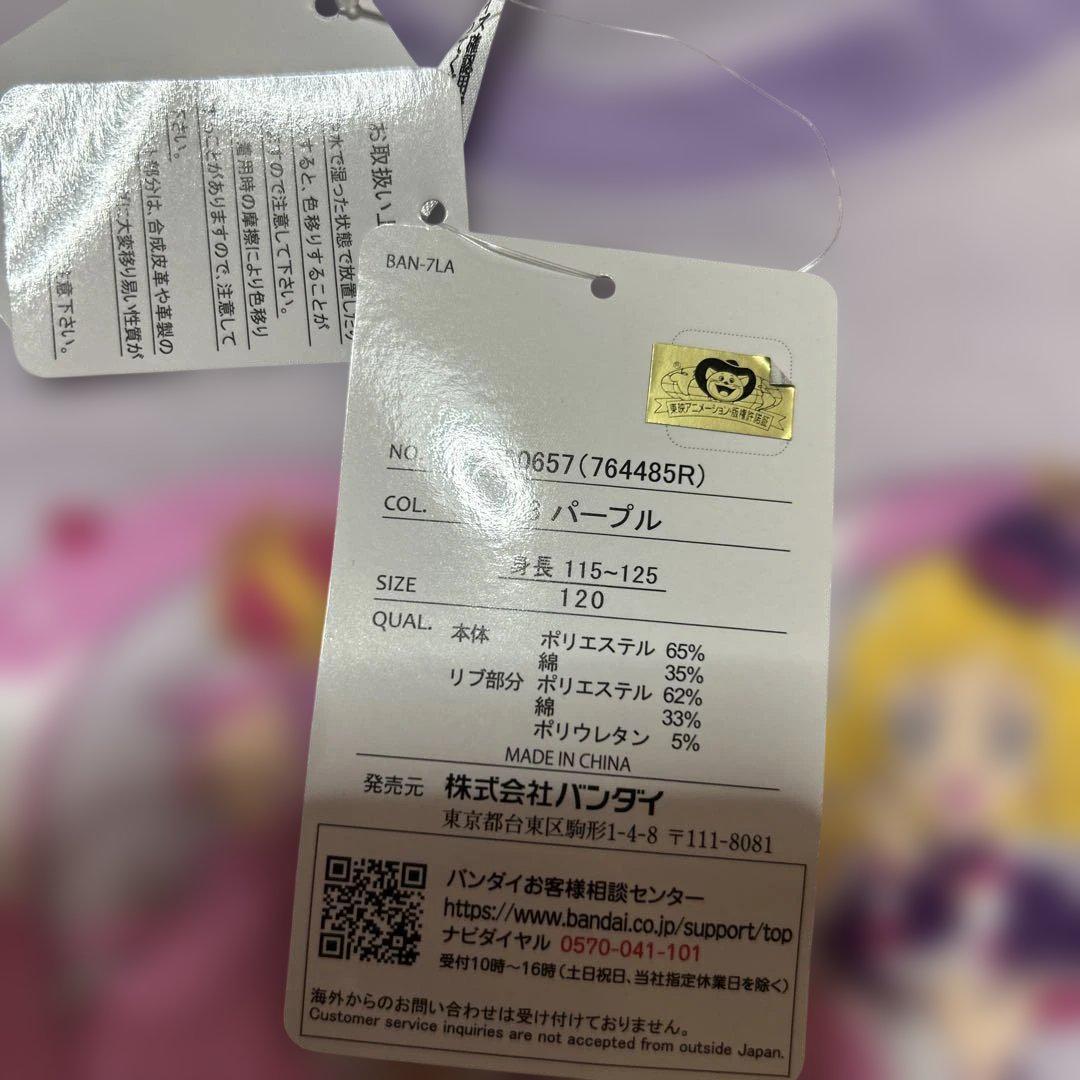 お取扱い上
水で湿った状態で放置したり
すると、色移りすることが
すので注意して下さい。
着用時の摩擦により色移り
ことがありますので、注意して
下さい。
部分は、合成皮革や革製の
に大変移り易い性質が
注意下さい。
BAN-7LA
東映アニメーション・版権許諾証
NO. 0657(764485R)
COL. パープル
身長 115~125
SIZE 120
QUAL. 本体 ポリエステル 65%
綿 35%
リブ部分 ポリエステル 62%
綿 33%
ポリウレタン 5%
MADE IN CHINA
発売元 株式会社バンダイ
東京都台東区駒形1-4-8 〒111-8081
バンダイお客様相談センター
https://www.bandai.co.jp/support/top
ナビダイヤル 0570-041-101
受付10時〜16時(土日祝日、当社指定休業日を除く)
海外からのお問い合わせは受け付けておりません。
Customer service inquiries are not accepted from outside Japan.